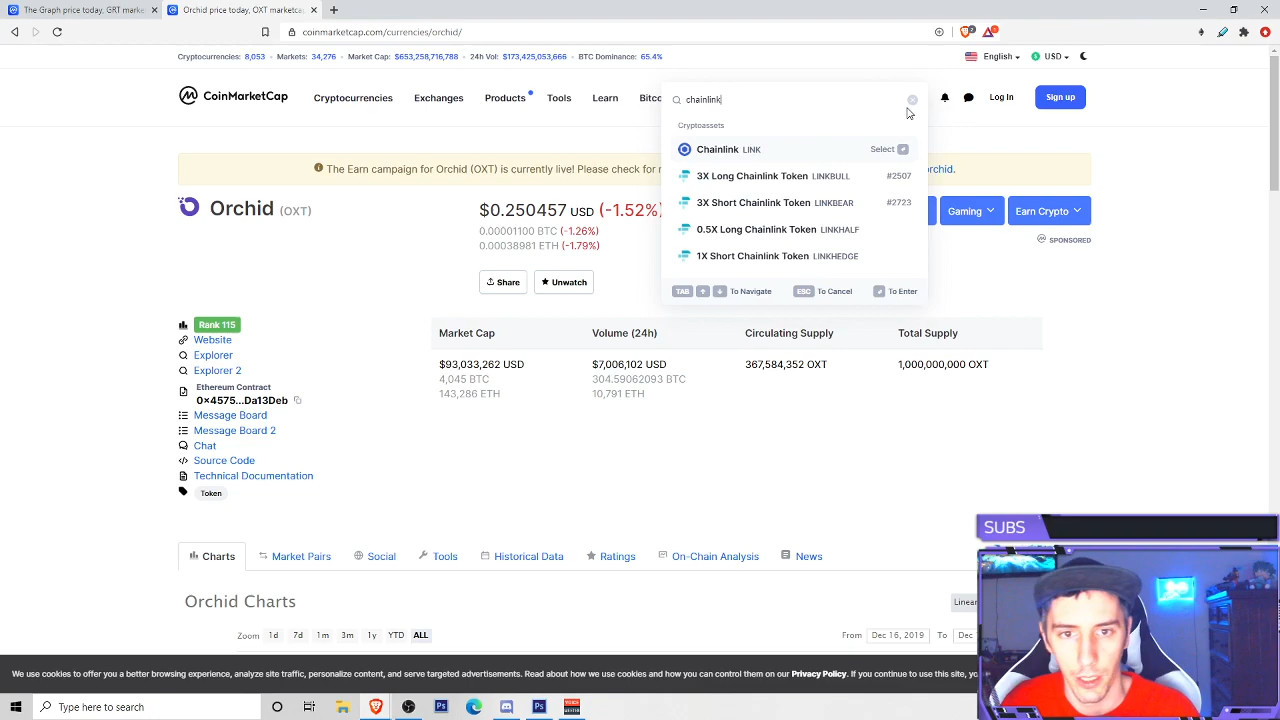 The Graph price today, GRT market
Orchid price today, OXT market c
coinmarketcap.com/currencies/orchid/
Cryptocurrencies: 8,053 • Markets: 34,276 • Market Cap: $653,258,716,788 • 24h Vol: $173,425,053,666 • BTC Dominance: 65.4%
English
USD
CoinMarketCap
Cryptocurrencies
Exchanges
Products
Tools
Learn
Bitco
chainlink
Log In
Sign up
Cryptoassets
Chainlink LINK
Select
3X Long Chainlink Token LINKBULL
#2507
3X Short Chainlink Token LINKBEAR
#2723
0.5X Long Chainlink Token LINKHALF
1X Short Chainlink Token LINKHEDGE
TAB To Navigate
ESC To Cancel
To Enter
The Earn campaign for Orchid (OXT) is currently live! Please check for
rchid.
Orchid (OXT)
$0.250457 USD (-1.52%)
0.00001100 BTC (-1.26%)
0.00038981 ETH (-1.79%)
Gaming
Earn Crypto
SPONSORED
Share
Unwatch
Rank 115
Website
Explorer
Explorer 2
Ethereum Contract
0x4575...Da13Deb
Message Board
Message Board 2
Chat
Source Code
Technical Documentation
Token
Market Cap
Volume (24h)
Circulating Supply
Total Supply
$93,033,262 USD
$7,006,102 USD
367,584,352 OXT
1,000,000,000 OXT
4,045 BTC
304.59062093 BTC
143,286 ETH
10,791 ETH
SUBS
Charts
Market Pairs
Social
Tools
Historical Data
Ratings
On-Chain Analysis
News
Orchid Charts
Linear
Zoom 1d 7d 1m 3m 1y YTD ALL
From Dec 16, 2019 To Dec
We use cookies to offer you a better browsing experience, analyze site traffic, personalize content, and serve targeted advertisements. Read about how we use cookies and how you can control them on our Privacy Policy. If you continue to use this site, yo
Type here to search